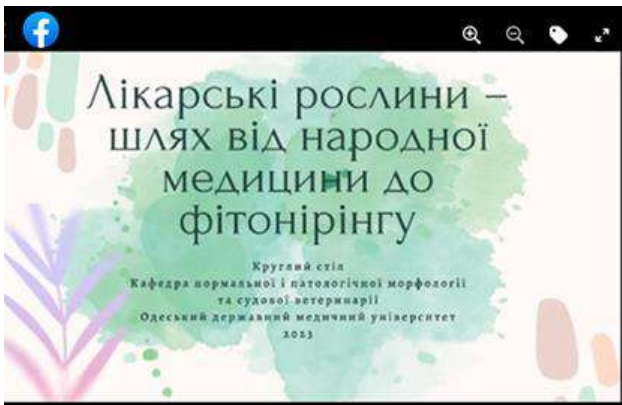 Лікарські рослини –
шлях від народної
медицини до
фітонірінгу
Круглий стіл
Кафедра нормальної і патологічної морфології
та судової ветеринарії
Одеський державний медичний університет
2023